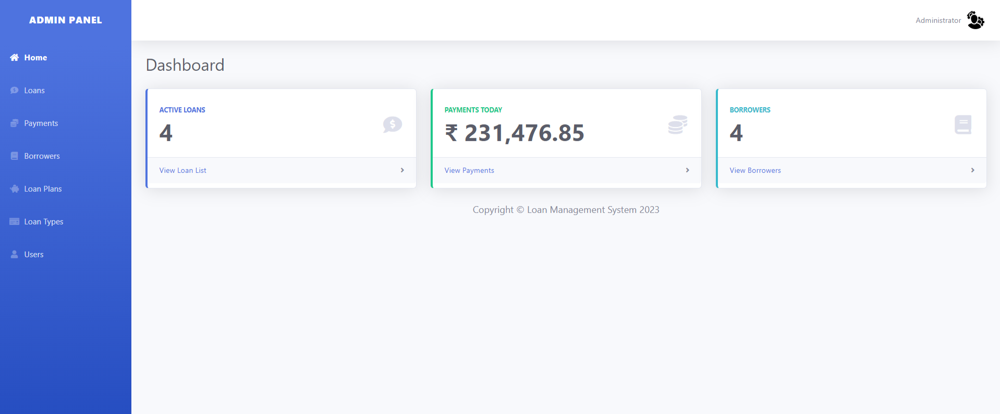 ADMIN PANEL
Administrator
Home
Loans
Payments
Borrowers
Loan Plans
Loan Types
Users
Dashboard
ACTIVE LOANS
4
View Loan List
PAYMENTS TODAY
₹ 231,476.85
View Payments
BORROWERS
4
View Borrowers
Copyright © Loan Management System 2023